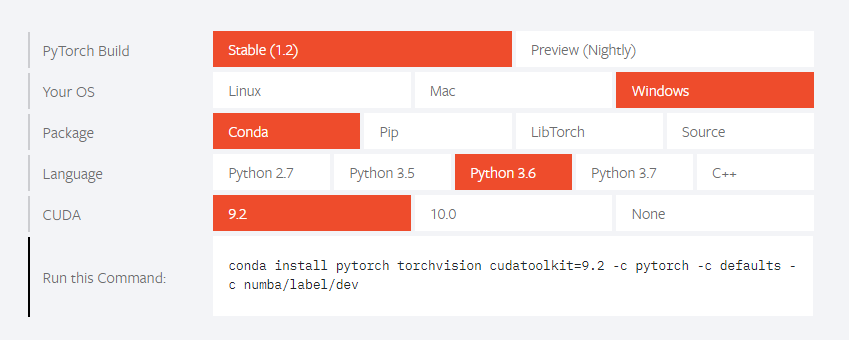 PyTorch Build Stable (1.2) Preview (Nightly)
Your OS Linux Mac Windows
Package Conda Pip LibTorch Source
Language Python 2.7 Python 3.5 Python 3.6 Python 3.7 C++
CUDA 9.2 10.0 None
Run this Command: conda install pytorch torchvision cudatoolkit=9.2 -c pytorch -c defaults -
c numba/label/dev